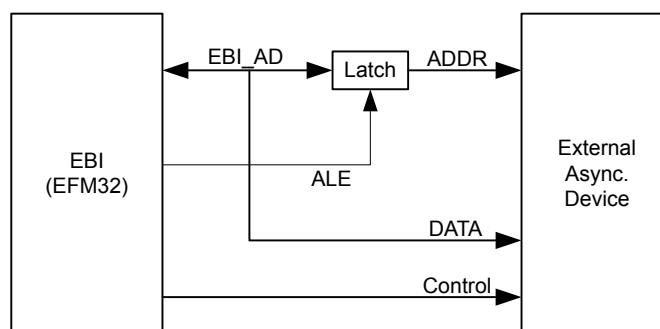 EBI_AD
Latch
ADDR
EBI
(EFM32)
ALE
External
Async.
Device
DATA
Control